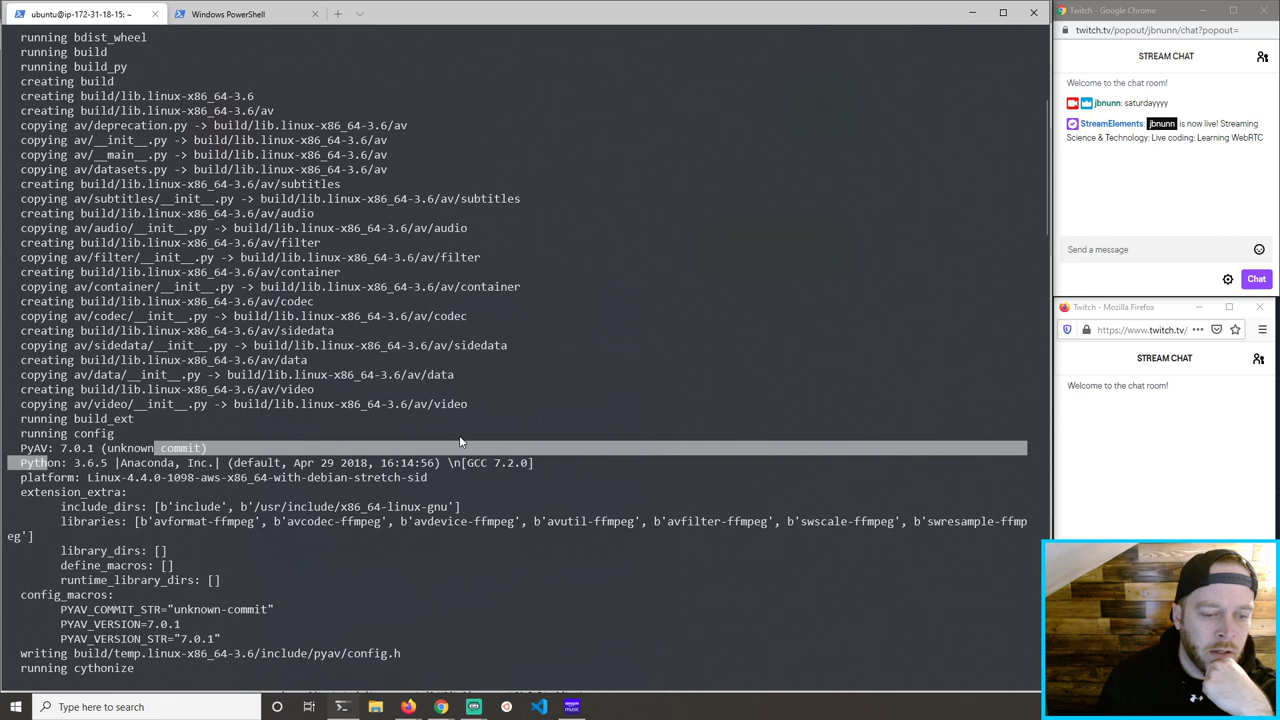 ubuntu@ip-172-31-18-15: ~
Windows PowerShell
running bdist_wheel
running build
running build_py
creating build
creating build/lib.linux-x86_64-3.6
creating build/lib.linux-x86_64-3.6/av
copying av/deprecation.py -> build/lib.linux-x86_64-3.6/av
copying av/__init__.py -> build/lib.linux-x86_64-3.6/av
copying av/__main__.py -> build/lib.linux-x86_64-3.6/av
copying av/datasets.py -> build/lib.linux-x86_64-3.6/av
creating build/lib.linux-x86_64-3.6/av/subtitles
copying av/subtitles/__init__.py -> build/lib.linux-x86_64-3.6/av/subtitles
creating build/lib.linux-x86_64-3.6/av/audio
copying av/audio/__init__.py -> build/lib.linux-x86_64-3.6/av/audio
creating build/lib.linux-x86_64-3.6/av/filter
copying av/filter/__init__.py -> build/lib.linux-x86_64-3.6/av/filter
creating build/lib.linux-x86_64-3.6/av/container
copying av/container/__init__.py -> build/lib.linux-x86_64-3.6/av/container
creating build/lib.linux-x86_64-3.6/av/codec
copying av/codec/__init__.py -> build/lib.linux-x86_64-3.6/av/codec
creating build/lib.linux-x86_64-3.6/av/sidedata
copying av/sidedata/__init__.py -> build/lib.linux-x86_64-3.6/av/sidedata
creating build/lib.linux-x86_64-3.6/av/data
copying av/data/__init__.py -> build/lib.linux-x86_64-3.6/av/data
creating build/lib.linux-x86_64-3.6/av/video
copying av/video/__init__.py -> build/lib.linux-x86_64-3.6/av/video
running build_ext
running config
PyAV: 7.0.1 (unknown commit)
Python: 3.6.5 |Anaconda, Inc.| (default, Apr 29 2018, 16:14:56) \n[GCC 7.2.0]
platform: Linux-4.4.0-1098-aws-x86_64-with-debian-stretch-sid
extension_extra:
include_dirs: [b'include', b'/usr/include/x86_64-linux-gnu']
libraries: [b'avformat-ffmpeg', b'avcodec-ffmpeg', b'avdevice-ffmpeg', b'avutil-ffmpeg', b'avfilter-ffmpeg', b'swscale-ffmpeg', b'swresample-ffmp
eg']
library_dirs: []
define_macros: []
runtime_library_dirs: []
config_macros:
PYAV_COMMIT_STR="unknown-commit"
PYAV_VERSION=7.0.1
PYAV_VERSION_STR="7.0.1"
writing build/temp.linux-x86_64-3.6/include/pyav/config.h
running cythonize
Type here to search
Twitch - Google Chrome
twitch.tv/popout/jbnunn/chat?popout=
STREAM CHAT
Welcome to the chat room!
jbnunn: saturdayyyy
StreamElements: jbnunn is now live! Streaming
Science & Technology: Live coding: Learning WebRTC
Send a message
Chat
Twitch - Mozilla Firefox
https://www.twitch.tv/
STREAM CHAT
Welcome to the chat room!